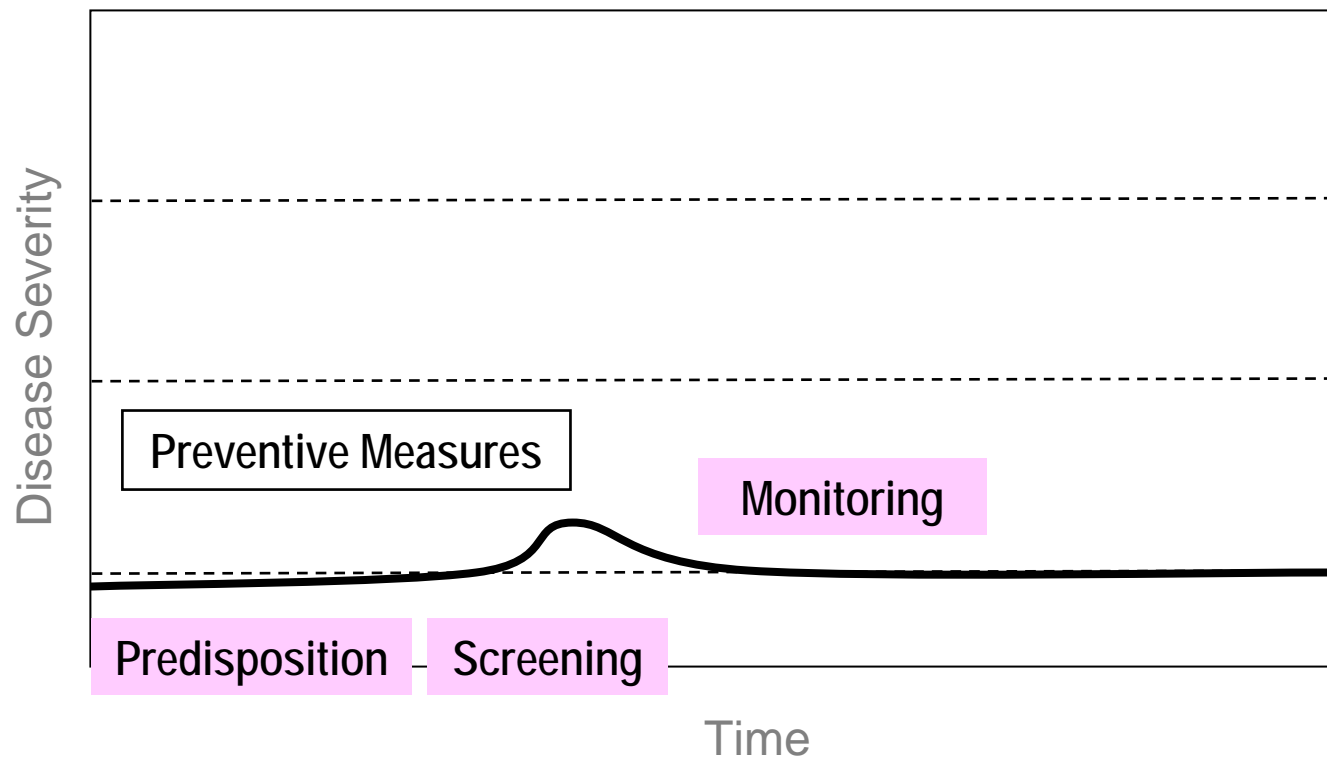 Disease Severity
Preventive Measures
Monitoring
Predisposition
Screening
Time